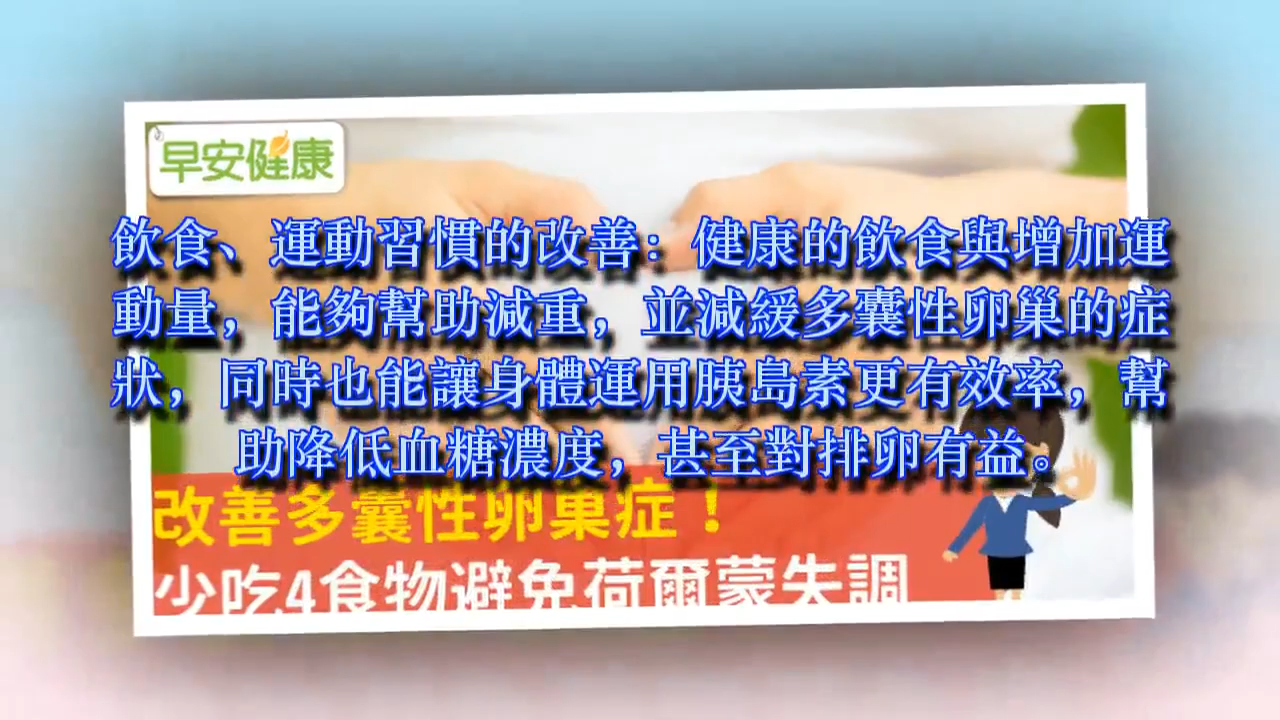 早安健康
飲食、運動習慣的改善：健康的飲食與增加運
動量，能夠幫助減重，並減緩多囊性卵巢的症
狀，同時也能讓身體運用胰島素更有效率，幫
助降低血糖濃度，甚至對排卵有益。
改善多囊性卵巢症！
少吃4食物避免荷爾蒙失調